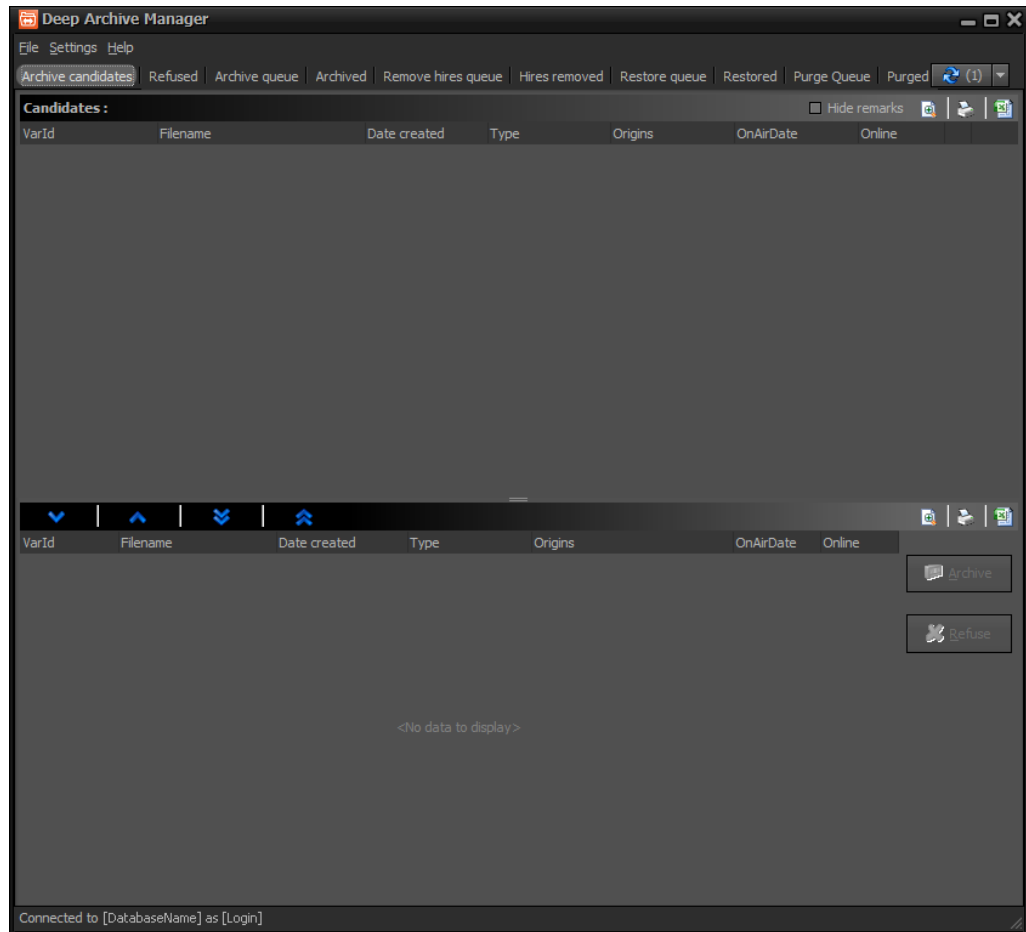 Deep Archive Manager
File Settings Help
Archive candidates Refused Archive queue Archived Remove hires queue Hires removed Restore queue Restored Purge Queue Purged (1)
Candidates : Hide remarks
VarId Filename Date created Type Origins OnAirDate Online
VarId Filename Date created Type Origins OnAirDate Online
Archive
Refuse
<No data to display>
Connected to [DatabaseName] as [Login]